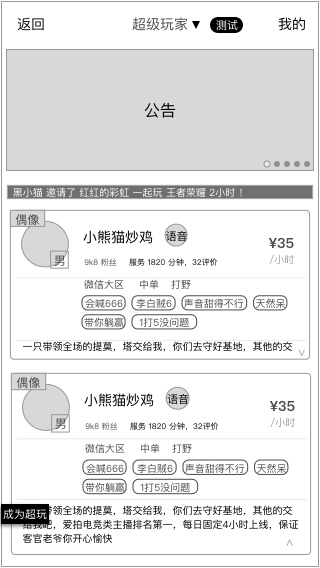 返回 超级玩家▼ 测试 我的
公告
黑小猫 邀请了 红红的彩虹 一起玩 王者荣耀 2小时！
偶像
小熊猫炒鸡 语音
¥35
男
9k8 粉丝 服务 1820 分钟，32评价
/小时
微信大区 中单 打野
会喊666 李白贼6 声音甜得不行 天然呆
带你躺赢 1打5没问题
一只带领全场的提莫，塔交给我，你们去守好基地，其他的交
偶像
小熊猫炒鸡 语音
¥35
男
9k8 粉丝 服务 1820 分钟，32评价
/小时
微信大区 中单 打野
会喊666 李白贼6 声音甜得不行 天然呆
带你躺赢 1打5没问题
成为超玩
带领全场的提莫，塔交给我，你们去守好基地，其他的交
给我吧，爱拍电竞类主播排名第一，每日固定4小时上线，保证
客官老爷你开心愉快